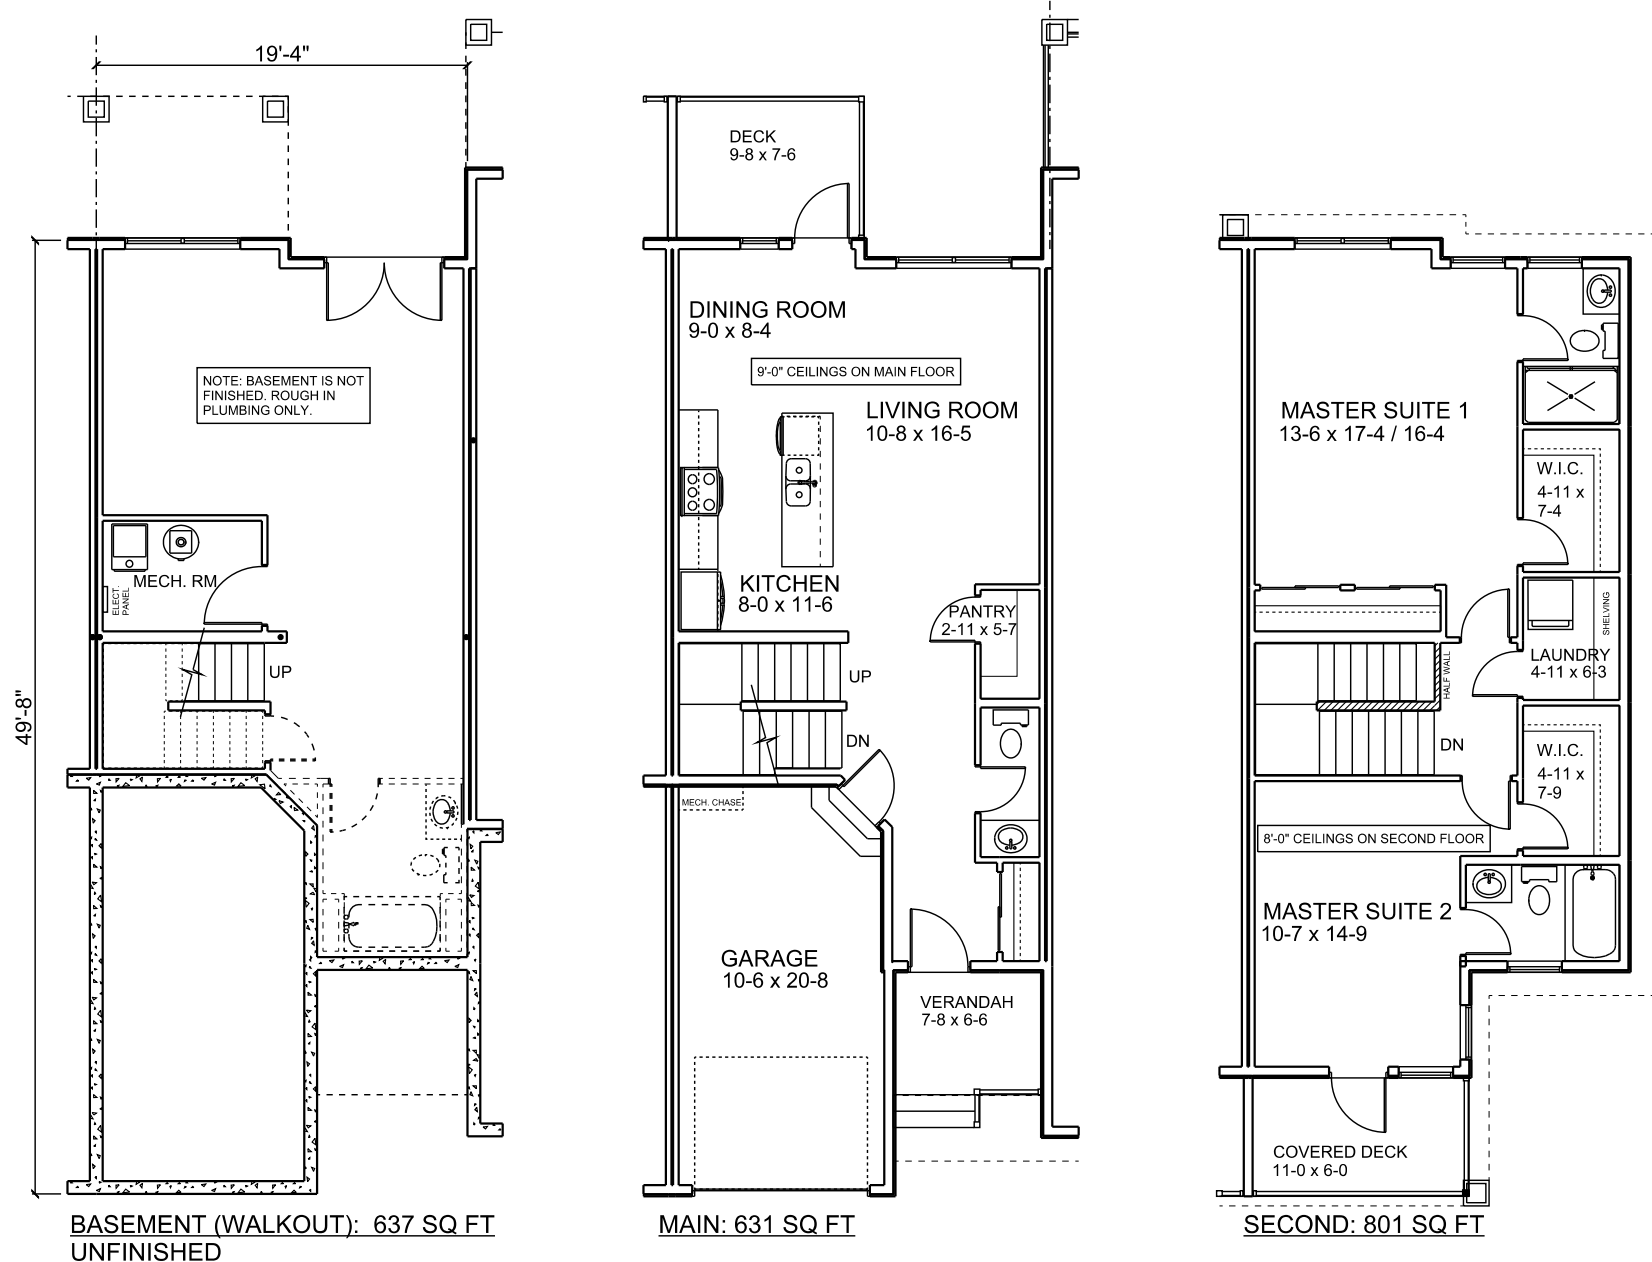 19'-4"
49'-8"
NOTE: BASEMENT IS NOT
FINISHED. ROUGH IN
PLUMBING ONLY.
MECH. RM.
ELECT.
PANEL
UP
BASEMENT (WALKOUT): 637 SQ FT
UNFINISHED
DECK
9-8 x 7-6
DINING ROOM
9-0 x 8-4
9'-0" CEILINGS ON MAIN FLOOR
LIVING ROOM
10-8 x 16-5
KITCHEN
8-0 x 11-6
PANTRY
2-11 x 5-7
UP
DN
MECH. CHASE
GARAGE
10-6 x 20-8
VERANDAH
7-8 x 6-6
MAIN: 631 SQ FT
MASTER SUITE 1
13-6 x 17-4 / 16-4
W.I.C.
4-11 x
7-4
SHELVING
LAUNDRY
4-11 x 6-3
HALF WALL
DN
W.I.C.
4-11 x
7-9
8'-0" CEILINGS ON SECOND FLOOR
MASTER SUITE 2
10-7 x 14-9
COVERED DECK
11-0 x 6-0
SECOND: 801 SQ FT